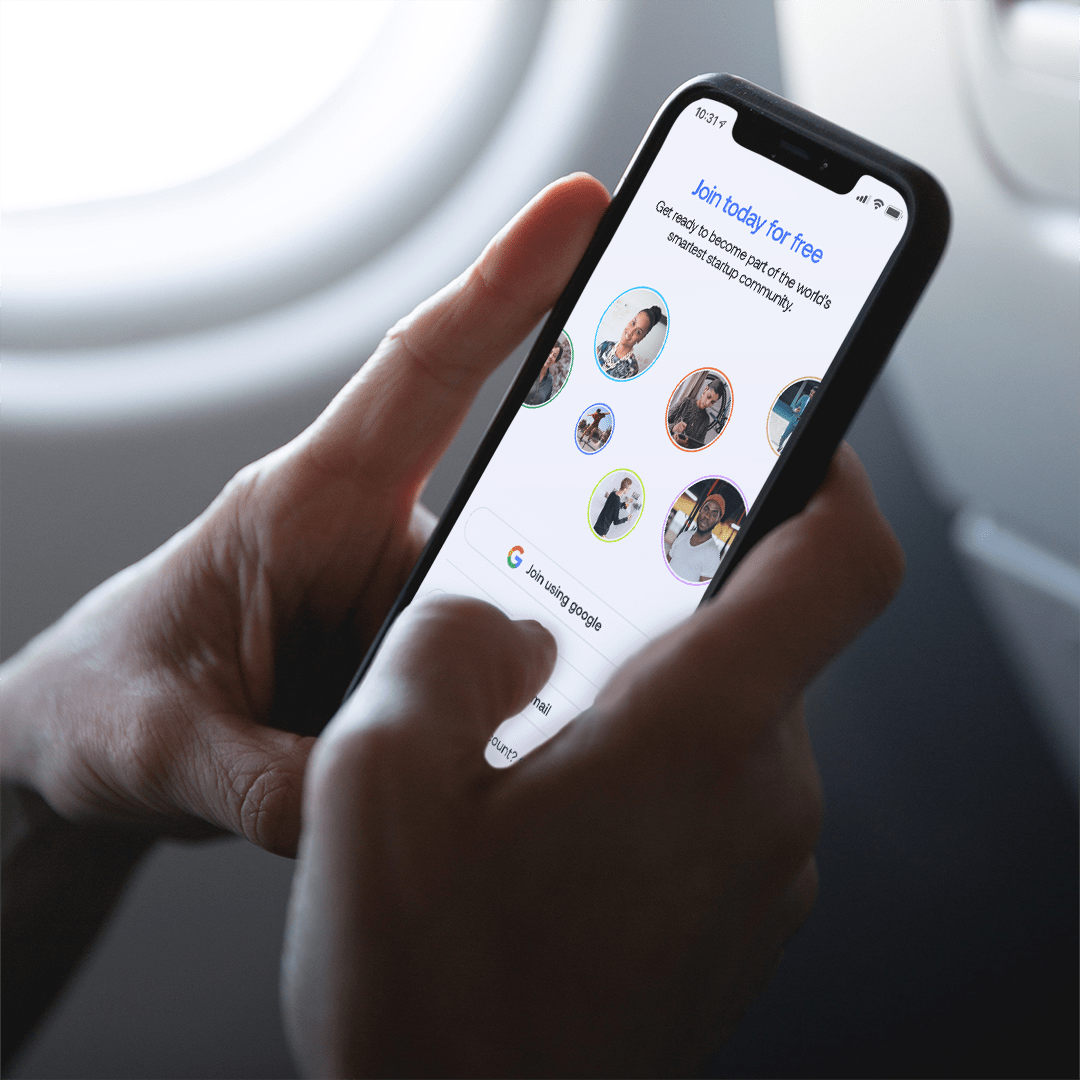 10:31
Join today for free
Get ready to become part of the world's
smartest startup community.
Join using google
mail
count?